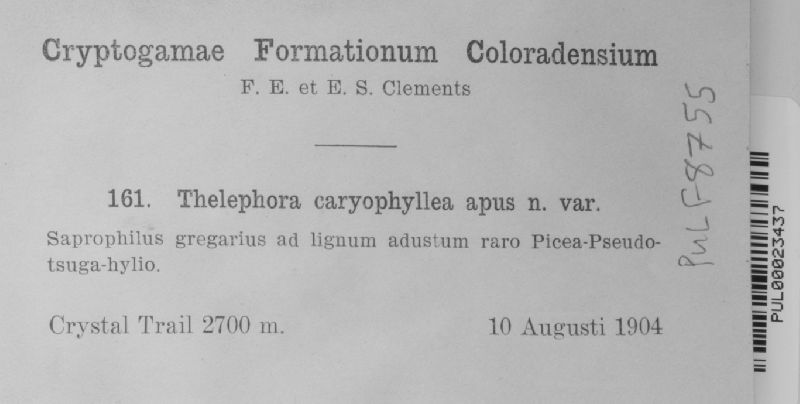 Cryptogamae Formationum Coloradensium
F. E. et E. S. Clements
161. Thelephora caryophyllea apus n. var.
Saprophilus gregarius ad lignum adustum raro Picea-Pseudo-
tsuga-hylio.
Crystal Trail 2700 m. 10 Augusti 1904
PUL F8755
PUL00023437